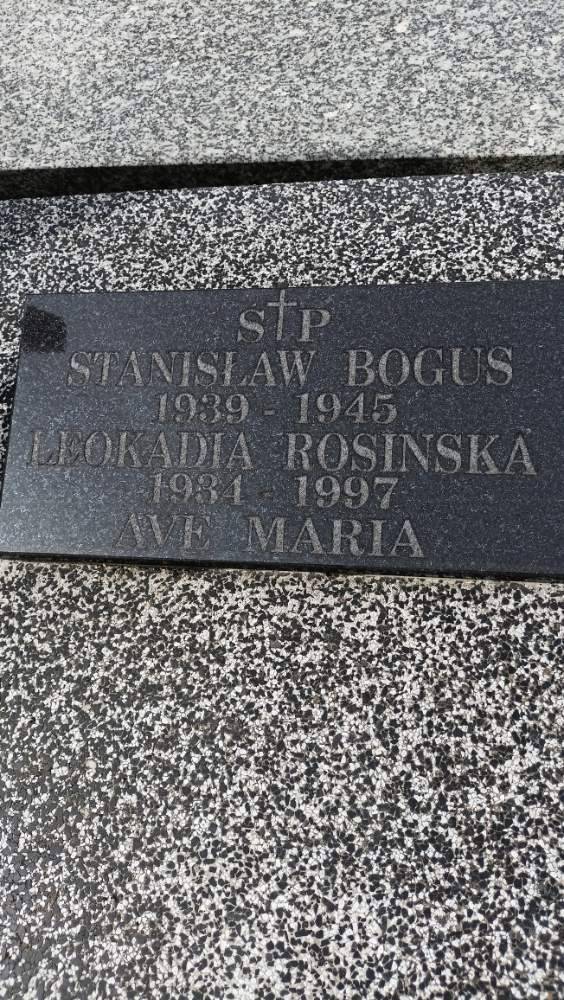 S†P
STANISŁAW BOGUS
1939 - 1945
LEOKADIA ROSINSKA
1934 - 1997
AVE MARIA